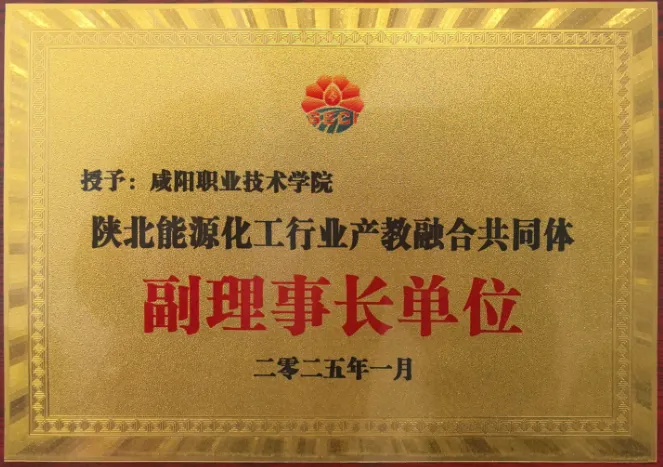 授予：咸阳职业技术学院
陕北能源化工行业产教融合共同体
副理事长单位
二零二五年一月